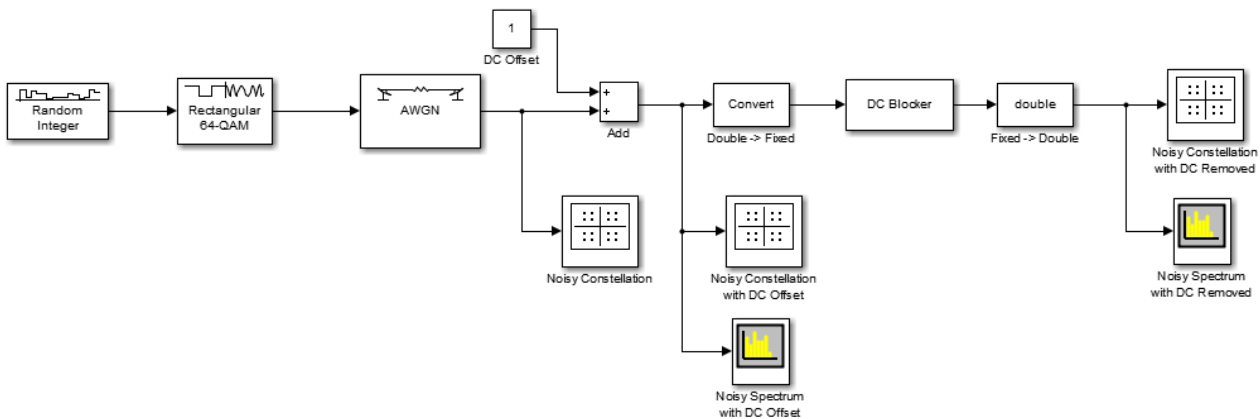 1
DC Offset
Random
Integer
Rectangular
64-QAM
AWGN
+
+
Add
Convert
Double -> Fixed
DC Blocker
double
Fixed -> Double
Noisy Constellation
with DC Removed
Noisy Constellation
Noisy Constellation
with DC Offset
Noisy Spectrum
with DC Removed
Noisy Spectrum
with DC Offset